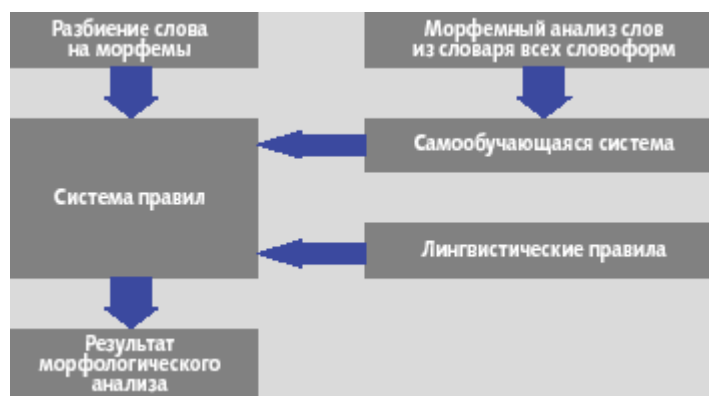 Разбиение слова
на морфемы
Морфемный анализ слов
из словаря всех словоформ
Самообучающаяся система
Система правил
Лингвистические правила
Результат
морфологического
анализа